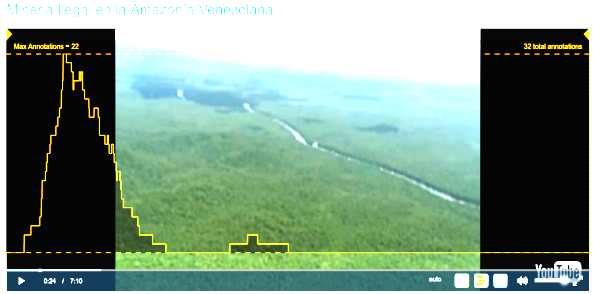 Minería Ilegal en la Amazonía Venezolana
Max Annotations = 22
32 total annotations
0:24 / 7:10
auto
YouTube